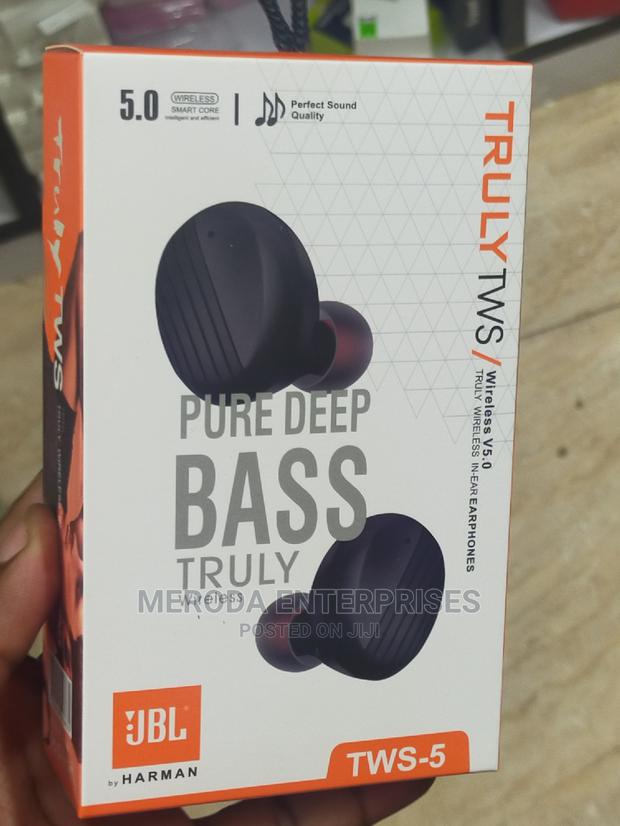 5.0
WIRELESS
SMART CORE
Intelligent and efficient
Perfect Sound
Quality
TRULY TWS / Wireless V5.0
TRULY WIRELESS IN-EAR EARPHONES
PURE DEEP
BASS
TRULY
wireless
MERODA ENTERPRISES
POSTED ON JIJI
JBL
by HARMAN
TWS-5
Truly TWS
TRULY WIRELESS